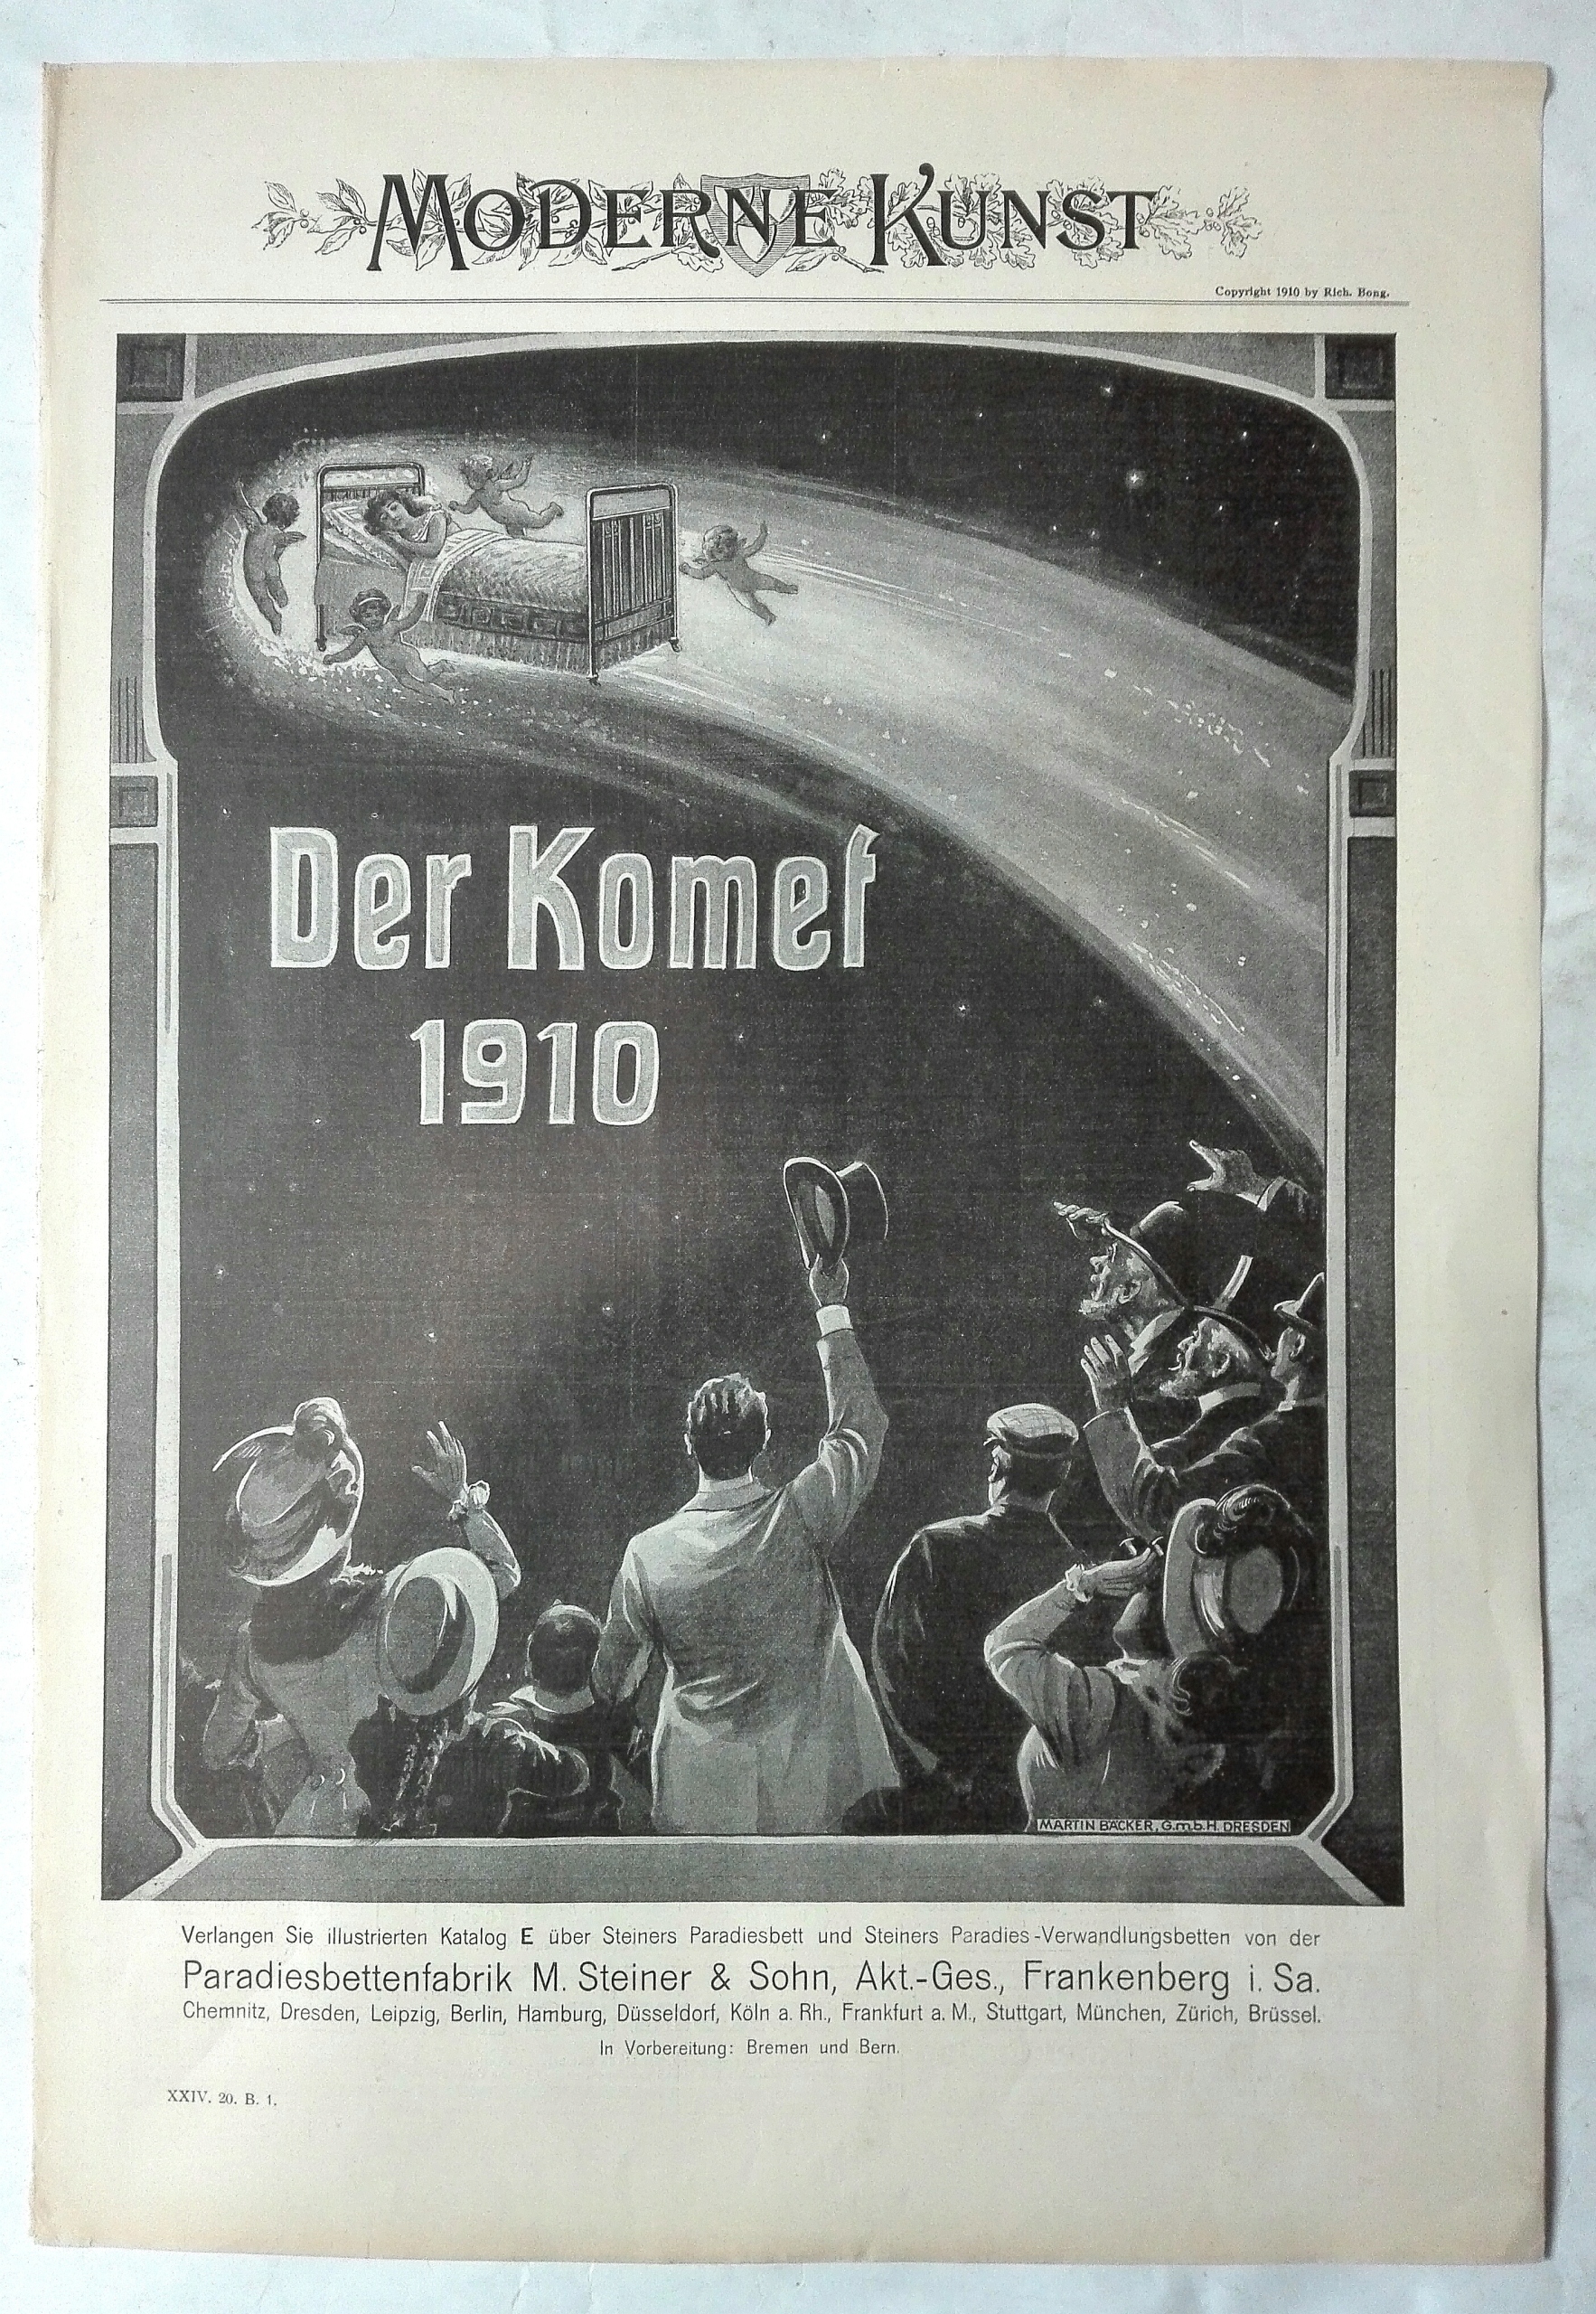 MODERNE KUNST
Copyright 1910 by Rich. Bong.
Der Komet
1910
MARTIN BÄCKER, G.m.b.H. DRESDEN
Verlangen Sie illustrierten Katalog E über Steiners Paradiesbett und Steiners Paradies-Verwandlungsbetten von der
Paradiesbettenfabrik M. Steiner & Sohn, Akt.-Ges., Frankenberg i. Sa.
Chemnitz, Dresden, Leipzig, Berlin, Hamburg, Düsseldorf, Köln a. Rh., Frankfurt a. M., Stuttgart, München, Zürich, Brüssel.
In Vorbereitung: Bremen und Bern.
XXIV. 20. B. 1.